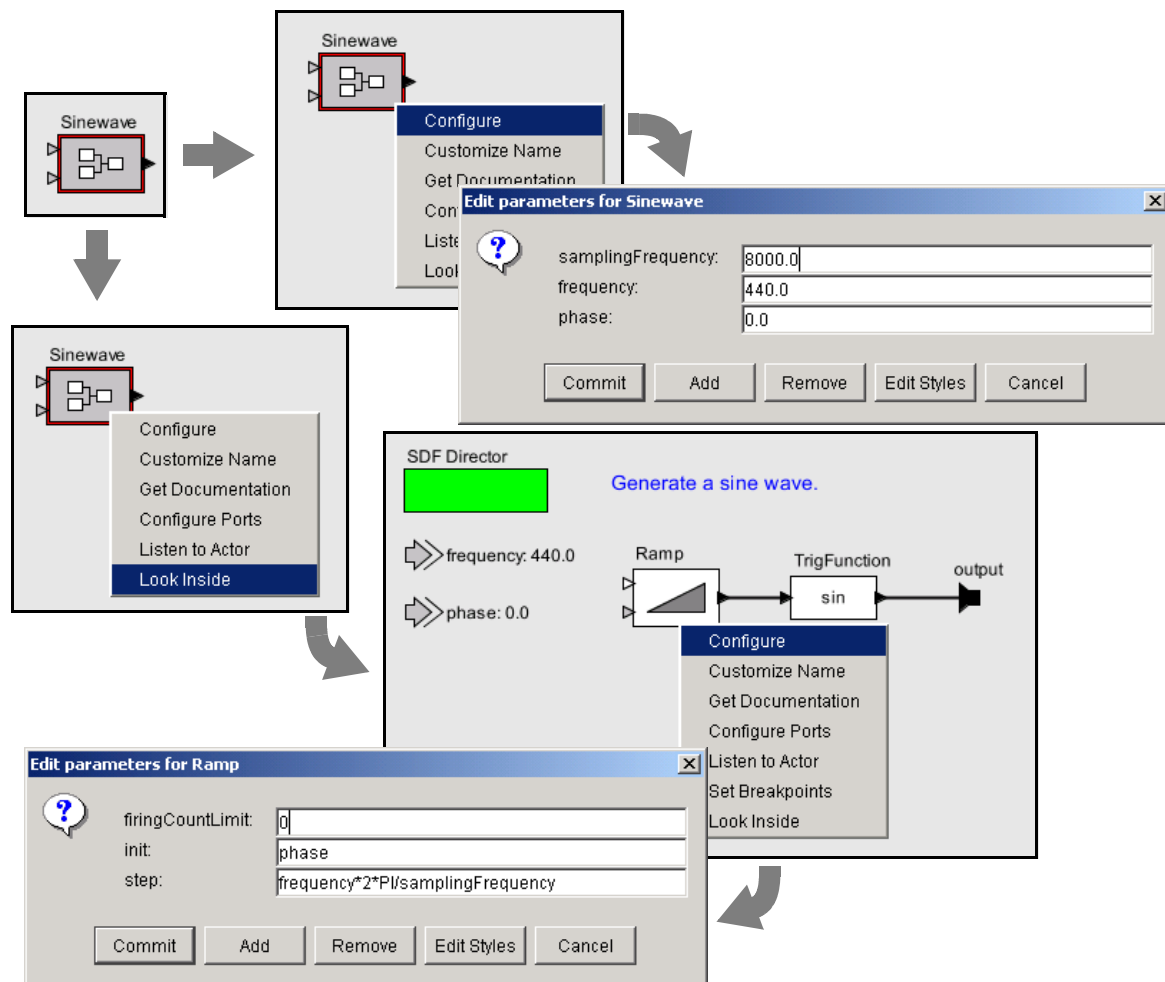 Sinewave
Configure
Customize Name
Get Documentation
Con
Liste
Look
Sinewave
Edit parameters for Sinewave
samplingFrequency: 8000.0
frequency: 440.0
phase: 0.0
Commit Add Remove Edit Styles Cancel
Sinewave
Configure
Customize Name
Get Documentation
Configure Ports
Listen to Actor
Look Inside
SDF Director
Generate a sine wave.
frequency: 440.0
phase: 0.0
Ramp
TrigFunction
sin
output
Configure
Customize Name
Get Documentation
Configure Ports
Listen to Actor
Set Breakpoints
Look Inside
Edit parameters for Ramp
firingCountLimit: 0
init: phase
step: frequency*2*PI/samplingFrequency
Commit Add Remove Edit Styles Cancel